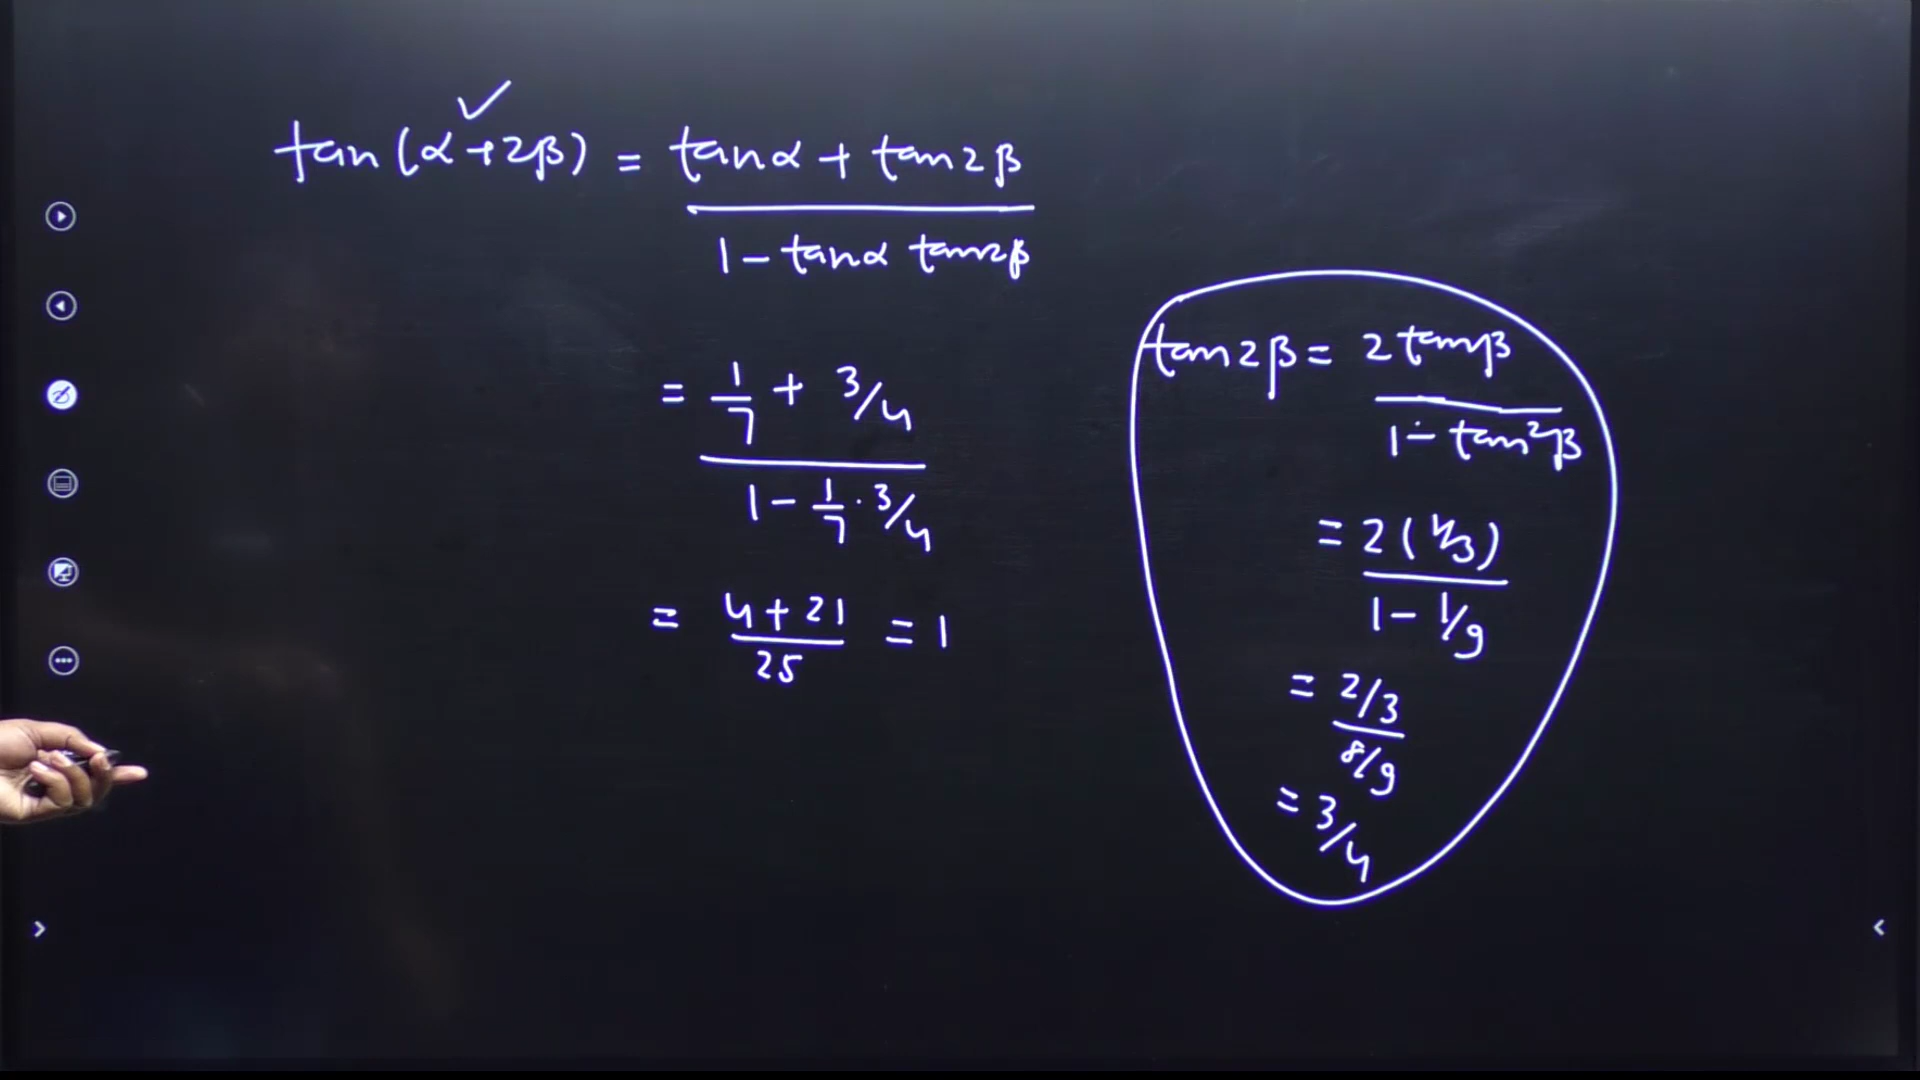 ✓
tan(α+2β) = tanα + tan2β
1 - tanα tan2β
= 1/7 + 3/4
1 - 1/7 · 3/4
= 4+21/25 = 1
tan2β = 2tanβ
1 - tan²β
= 2(1/3)
1 - 1/9
= 2/3
8/9
= 3/4